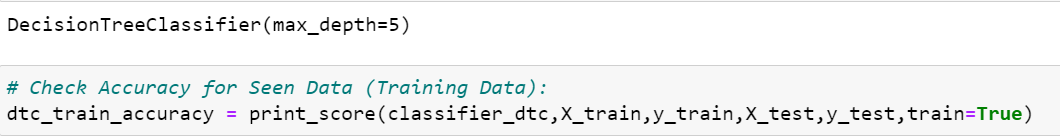 DecisionTreeClassifier(max_depth=5)
# Check Accuracy for Seen Data (Training Data):
dtc_train_accuracy = print_score(classifier_dtc,X_train,y_train,X_test,y_test,train=True)